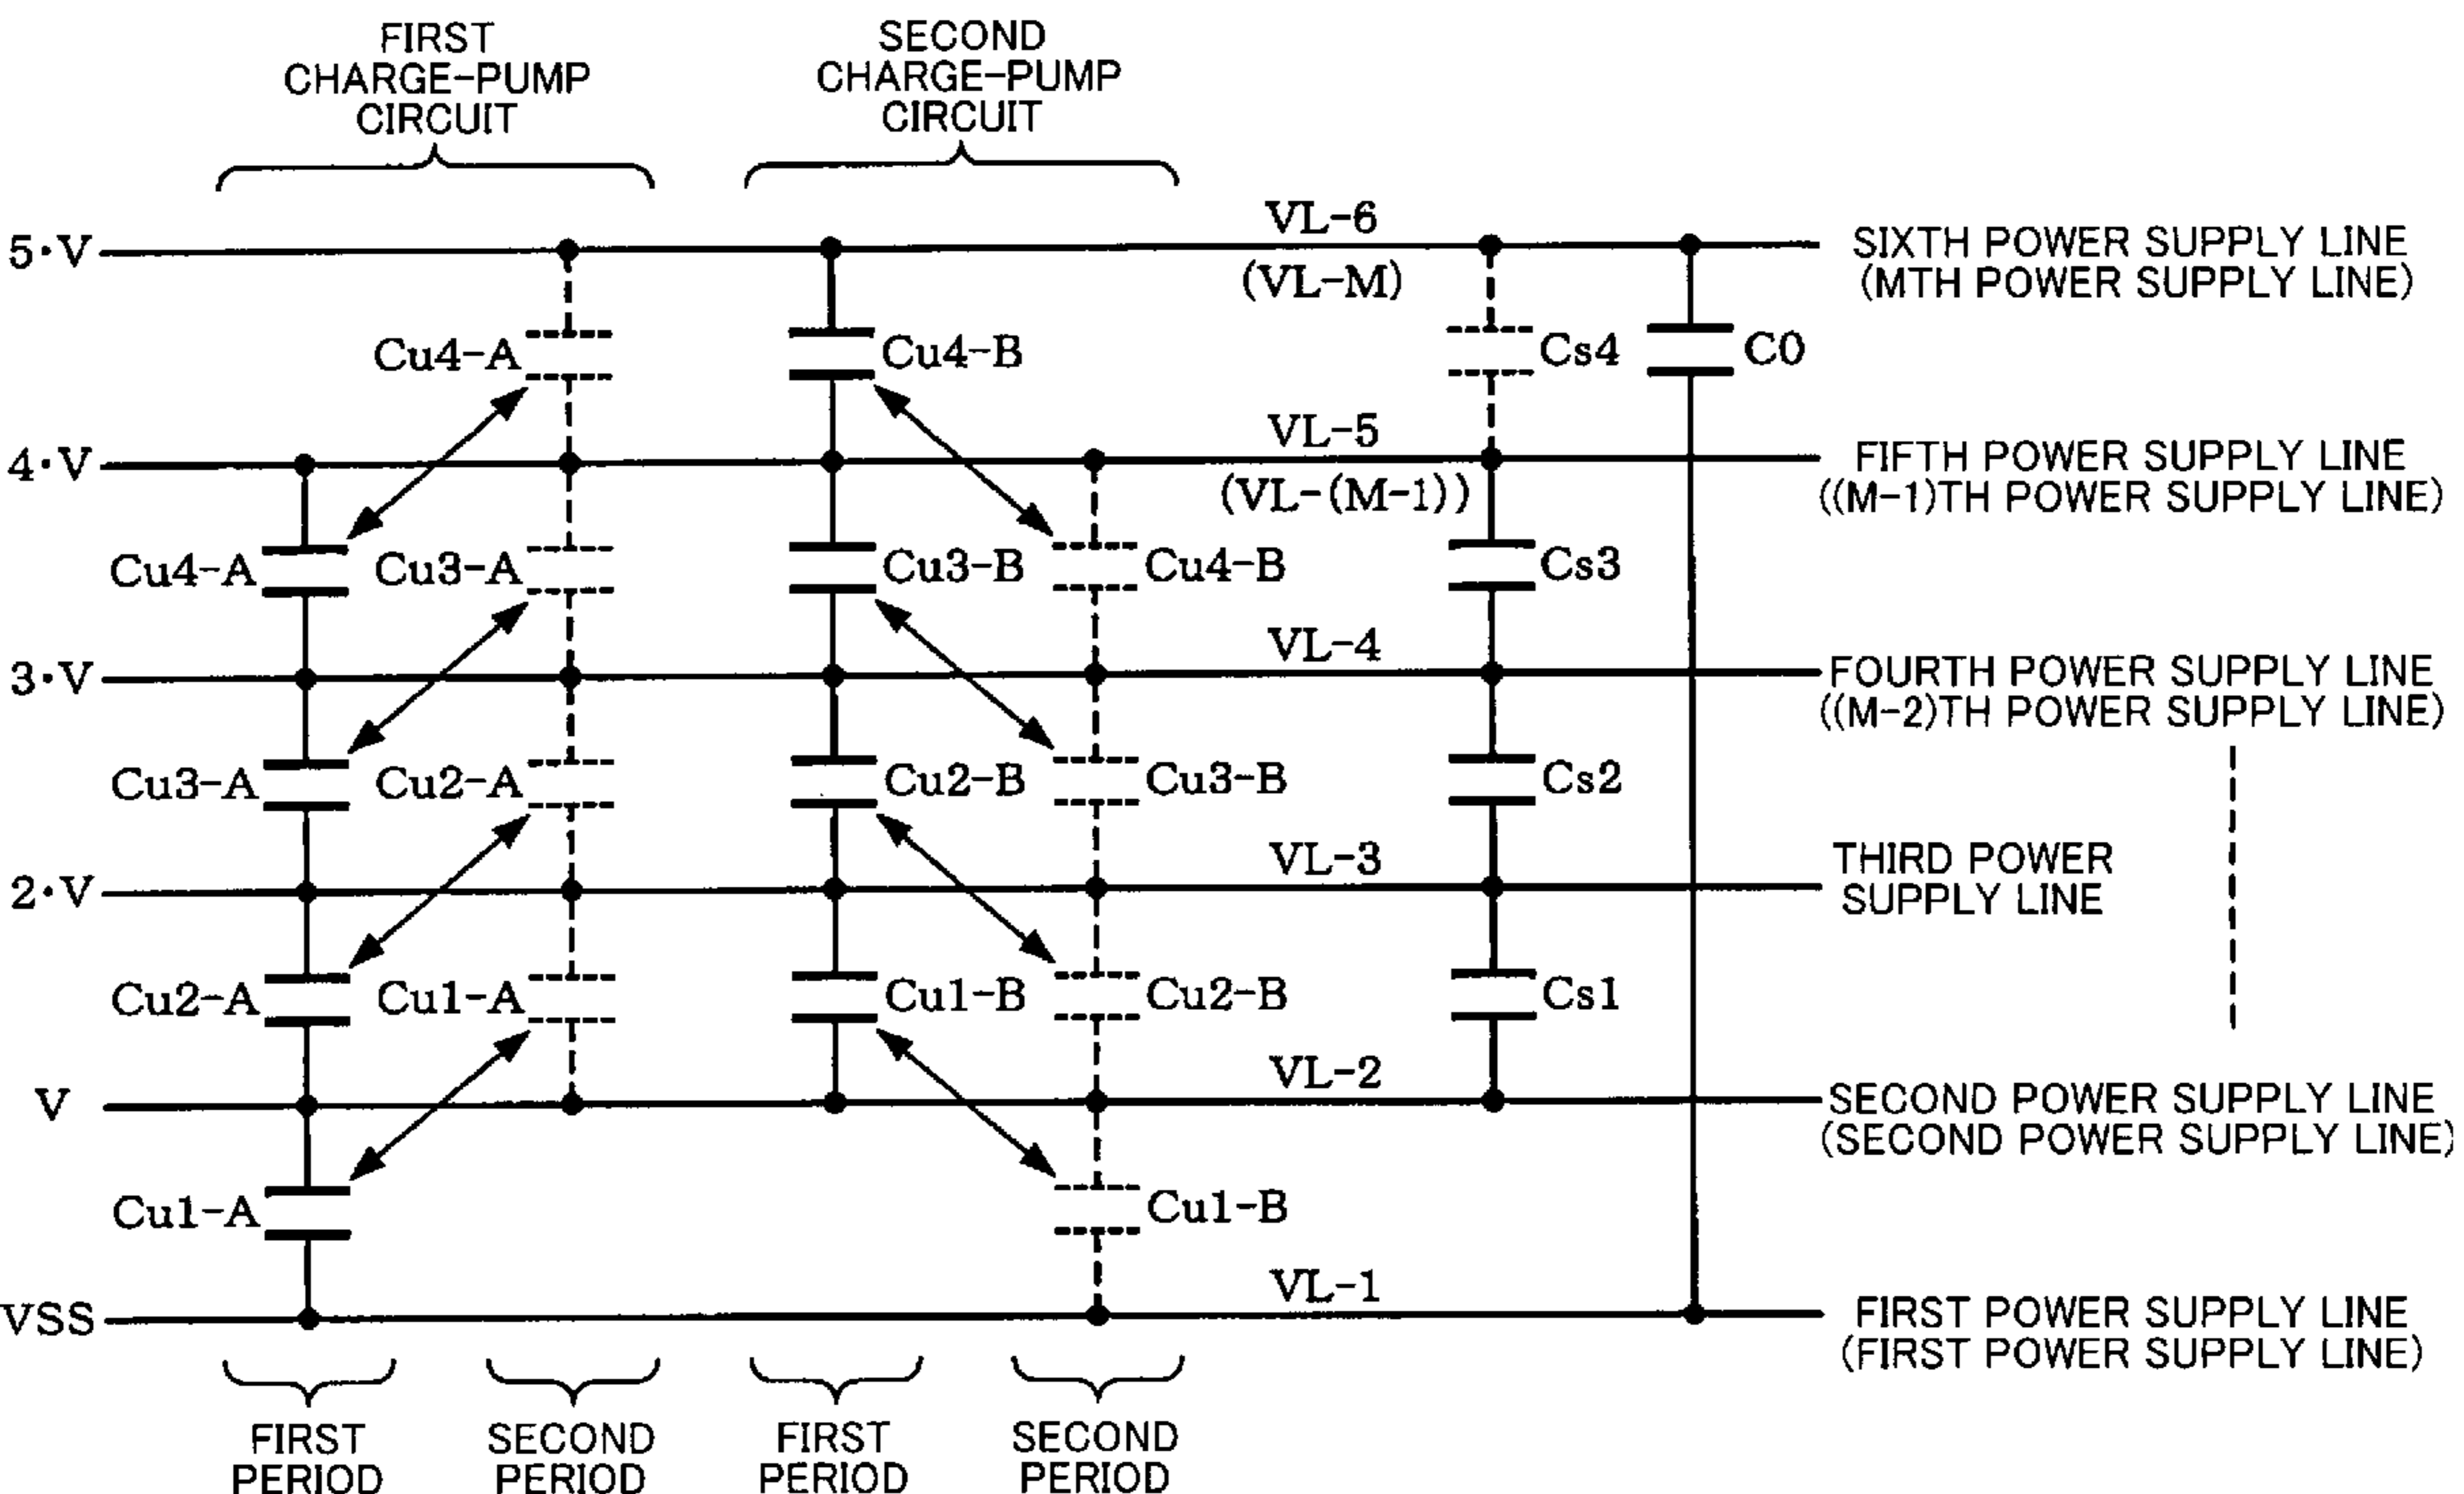 FIRST
CHARGE-PUMP
CIRCUIT
SECOND
CHARGE-PUMP
CIRCUIT
5·V
VL-6
(VL-M)
SIXTH POWER SUPPLY LINE
(MTH POWER SUPPLY LINE)
Cu4-A
Cu4-B
Cs4
C0
4·V
VL-5
(VL-(M-1))
FIFTH POWER SUPPLY LINE
((M-1)TH POWER SUPPLY LINE)
Cu4-A
Cu3-A
Cu3-B
Cu4-B
Cs3
3·V
VL-4
FOURTH POWER SUPPLY LINE
((M-2)TH POWER SUPPLY LINE)
Cu3-A
Cu2-A
Cu2-B
Cu3-B
Cs2
2·V
VL-3
THIRD POWER
SUPPLY LINE
Cu2-A
Cu1-A
Cu1-B
Cu2-B
Cs1
V
VL-2
SECOND POWER SUPPLY LINE
(SECOND POWER SUPPLY LINE)
Cu1-A
Cu1-B
VSS
VL-1
FIRST POWER SUPPLY LINE
(FIRST POWER SUPPLY LINE)
FIRST
PERIOD
SECOND
PERIOD
FIRST
PERIOD
SECOND
PERIOD